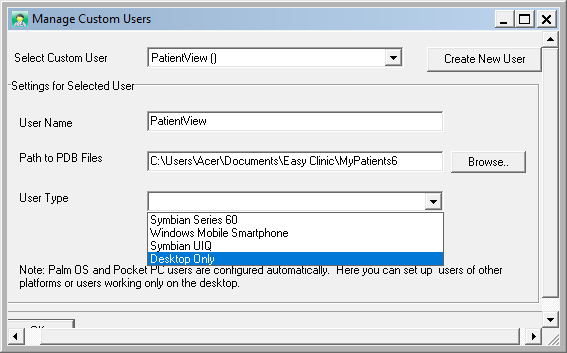 Manage Custom Users
Select Custom User
PatientView ()
Create New User
Settings for Selected User
User Name
PatientView
Path to PDB Files
C:\Users\Acer\Documents\Easy Clinic\MyPatients6
Browse..
User Type
Symbian Series 60
Windows Mobile Smartphone
Symbian UIQ
Desktop Only
Note: Palm OS and Pocket PC users are configured automatically. Here you can set up users of other
platforms or users working only on the desktop.